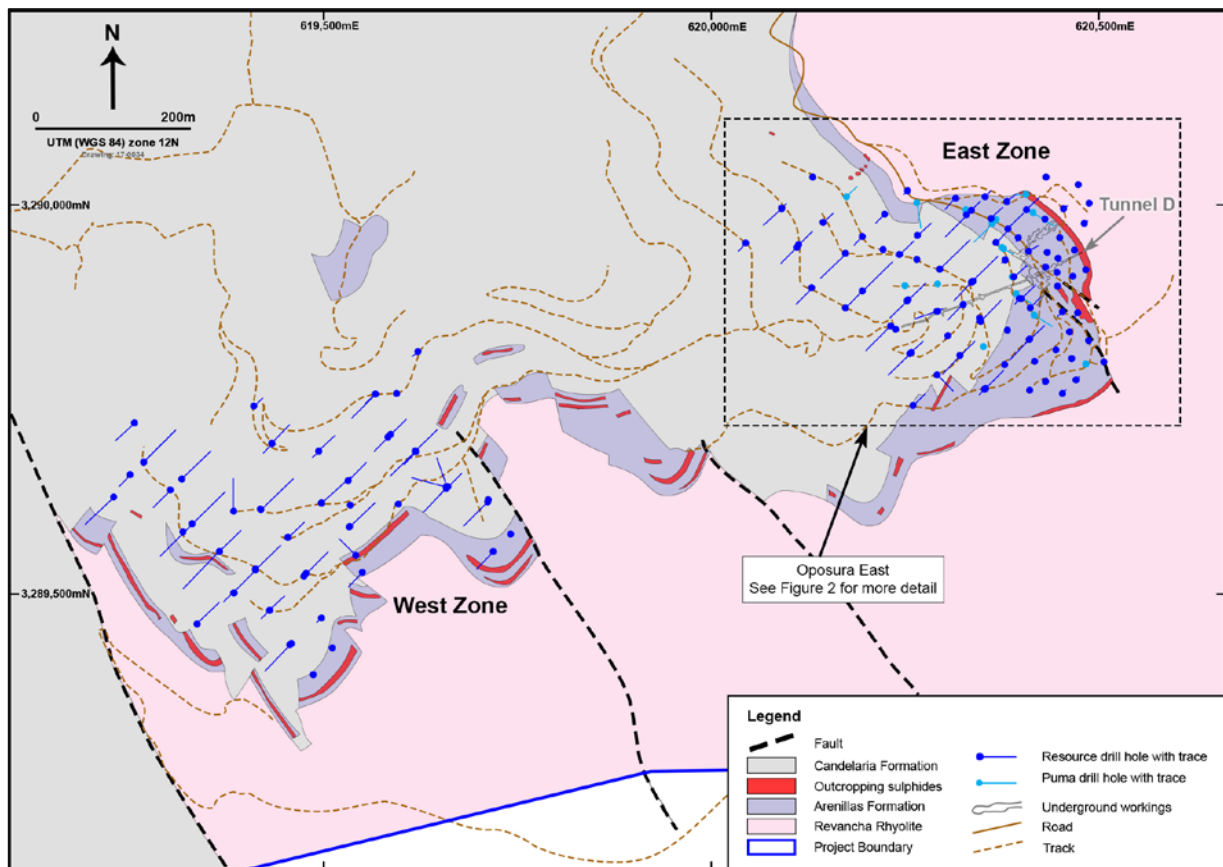 619,500mE
620,000mE
620,500mE
N
0
200m
UTM (WGS 84) zone 12N
Drawing: 17-0034
East Zone
Tunnel D
3,290,000mN
3,289,500mN
West Zone
Oposura East
See Figure 2 for more detail
Legend
Fault
Candelaria Formation
Outcropping sulphides
Arenillas Formation
Revancha Rhyolite
Project Boundary
Resource drill hole with trace
Puma drill hole with trace
Underground workings
Road
Track